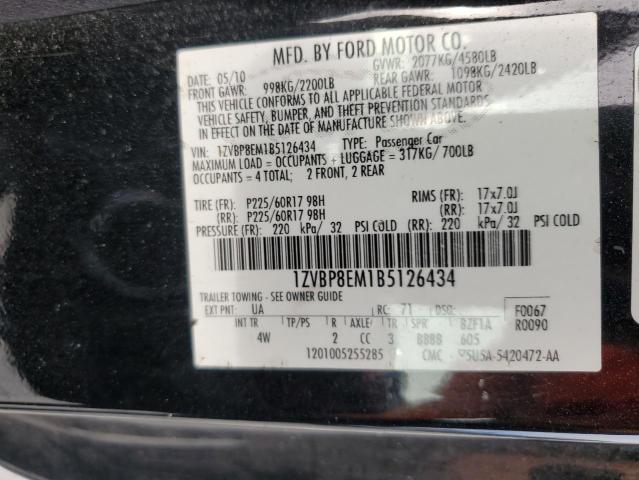 MFD. BY FORD MOTOR CO.
DATE: 05/10 GVWR: 2077KG/4580LB
FRONT GAWR: 998KG/2200LB REAR GAWR: 1098KG/2420LB
THIS VEHICLE CONFORMS TO ALL APPLICABLE FEDERAL MOTOR
VEHICLE SAFETY, BUMPER, AND THEFT PREVENTION STANDARDS
IN EFFECT ON THE DATE OF MANUFACTURE SHOWN ABOVE.
VIN: 1ZVBP8EM1B5126434 TYPE: Passenger Car
MAXIMUM LOAD = OCCUPANTS + LUGGAGE = 317KG/700LB
OCCUPANTS = 4 TOTAL; 2 FRONT, 2 REAR
TIRE (FR): P225/60R17 98H RIMS (FR): 17x7.0J
(RR): P225/60R17 98H (RR): 17x7.0J
PRESSURE (FR): 220 kPa/ 32 PSI COLD (RR): 220 kPa/ 32 PSI COLD
1ZVBP8EM1B5126434
TRAILER TOWING - SEE OWNER GUIDE
EXT PNT: UA RC: 71 DSO: F0067
INT TR TP/PS R AXLE TR SPR BZF1A R0090
4W 2 CC 3 BBBB 605
1201005255285 CMC 5U5A-5420472-AA